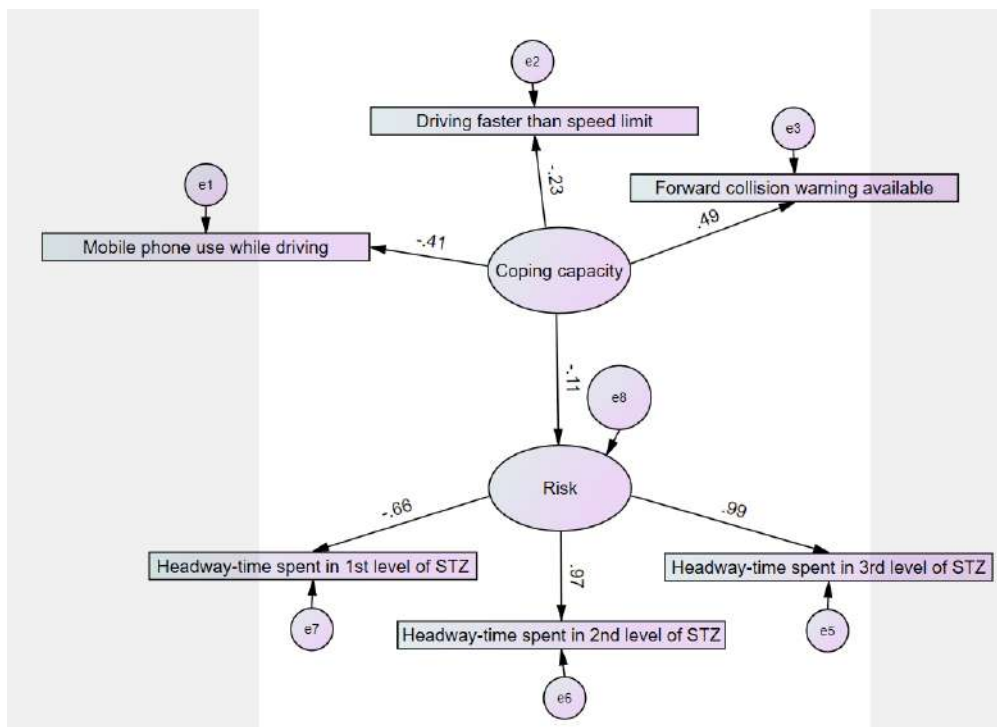 e2
Driving faster than speed limit
e3
e1
-.23
Forward collision warning available
.49
Mobile phone use while driving
-.41
Coping capacity
-.11
e8
Risk
-.66
.99
Headway-time spent in 1st level of STZ
.97
Headway-time spent in 3rd level of STZ
e7
Headway-time spent in 2nd level of STZ
e5
e6